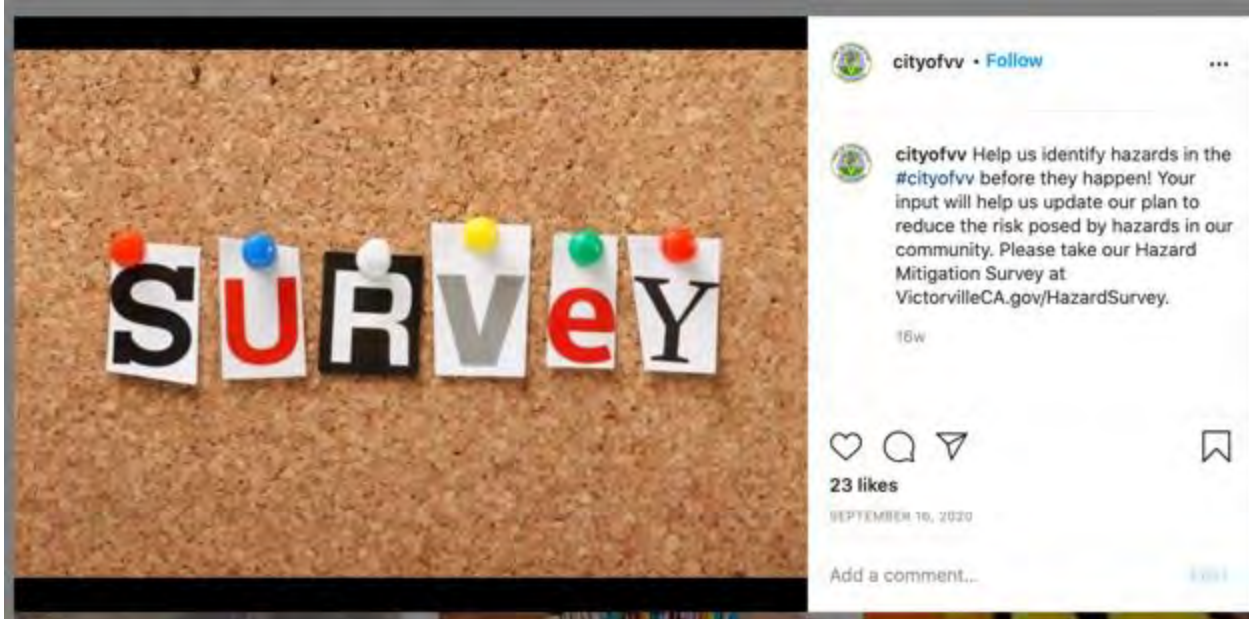 SURVeY
cityofvv • Follow
cityofvv Help us identify hazards in the
#cityofvv before they happen! Your
input will help us update our plan to
reduce the risk posed by hazards in our
community. Please take our Hazard
Mitigation Survey at
VictorvilleCA.gov/HazardSurvey.
16w
23 likes
SEPTEMBER 16, 2020
Add a comment...